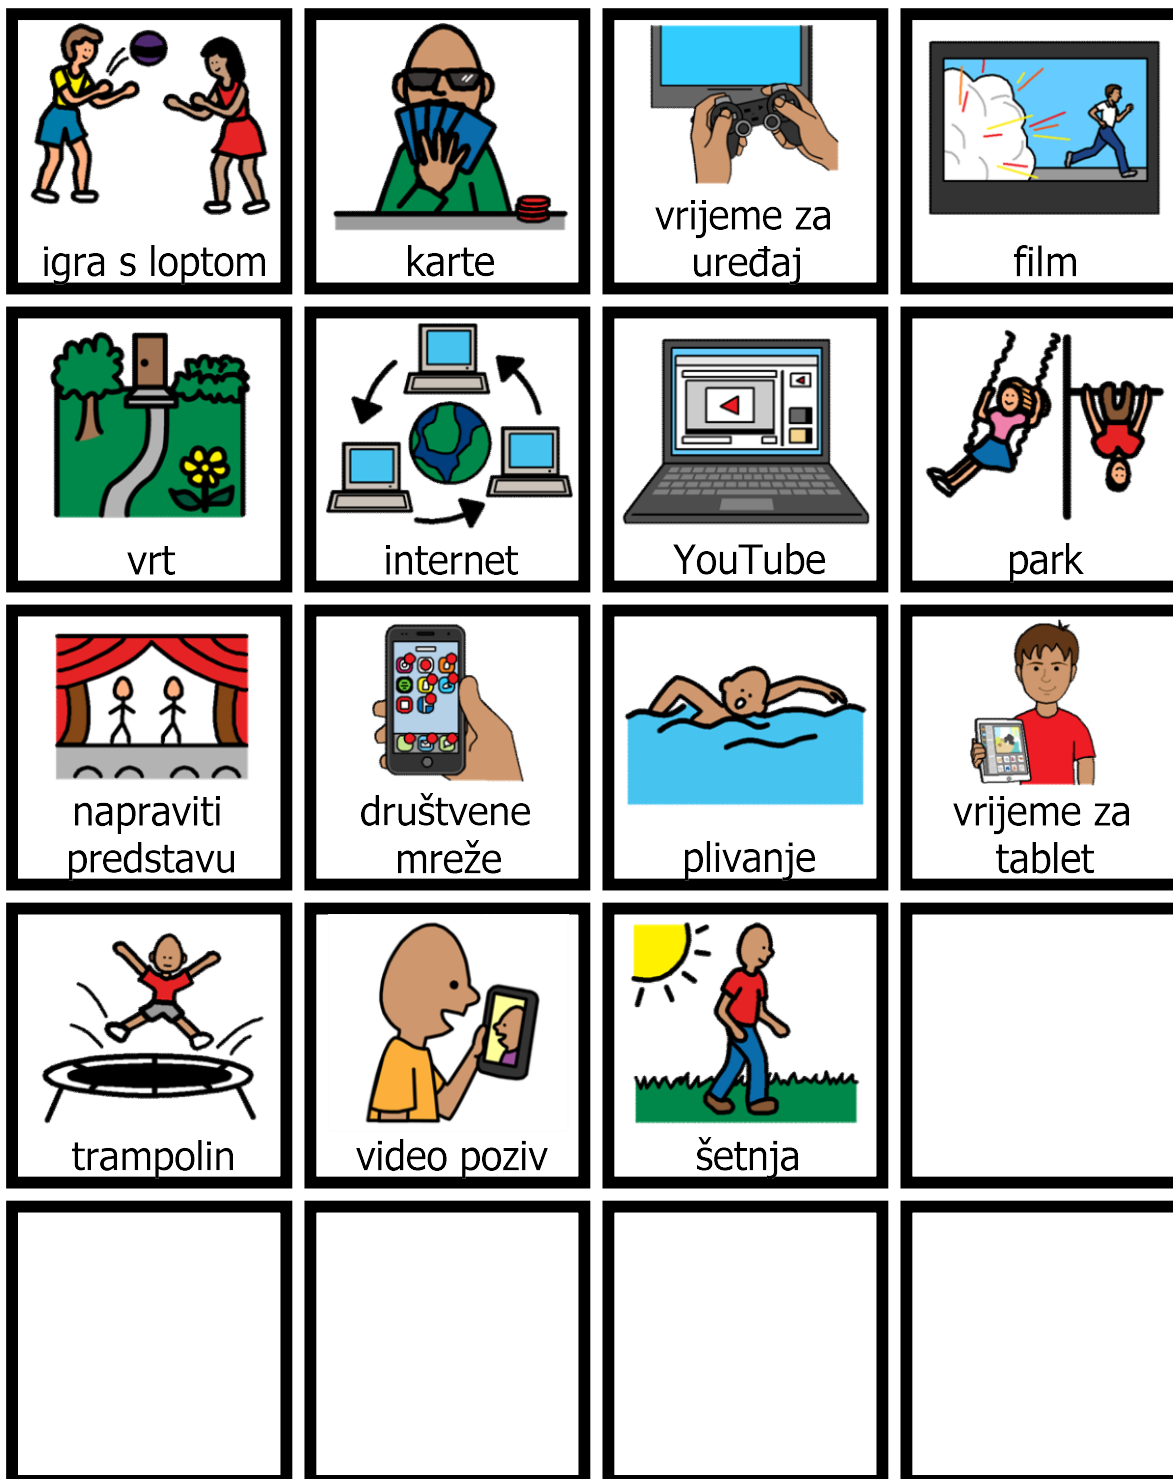 igra s loptom
karte
vrijeme za
uređaj
film
vrt
internet
YouTube
park
napraviti
predstavu
društvene
mreže
plivanje
vrijeme za
tablet
trampolin
video poziv
šetnja